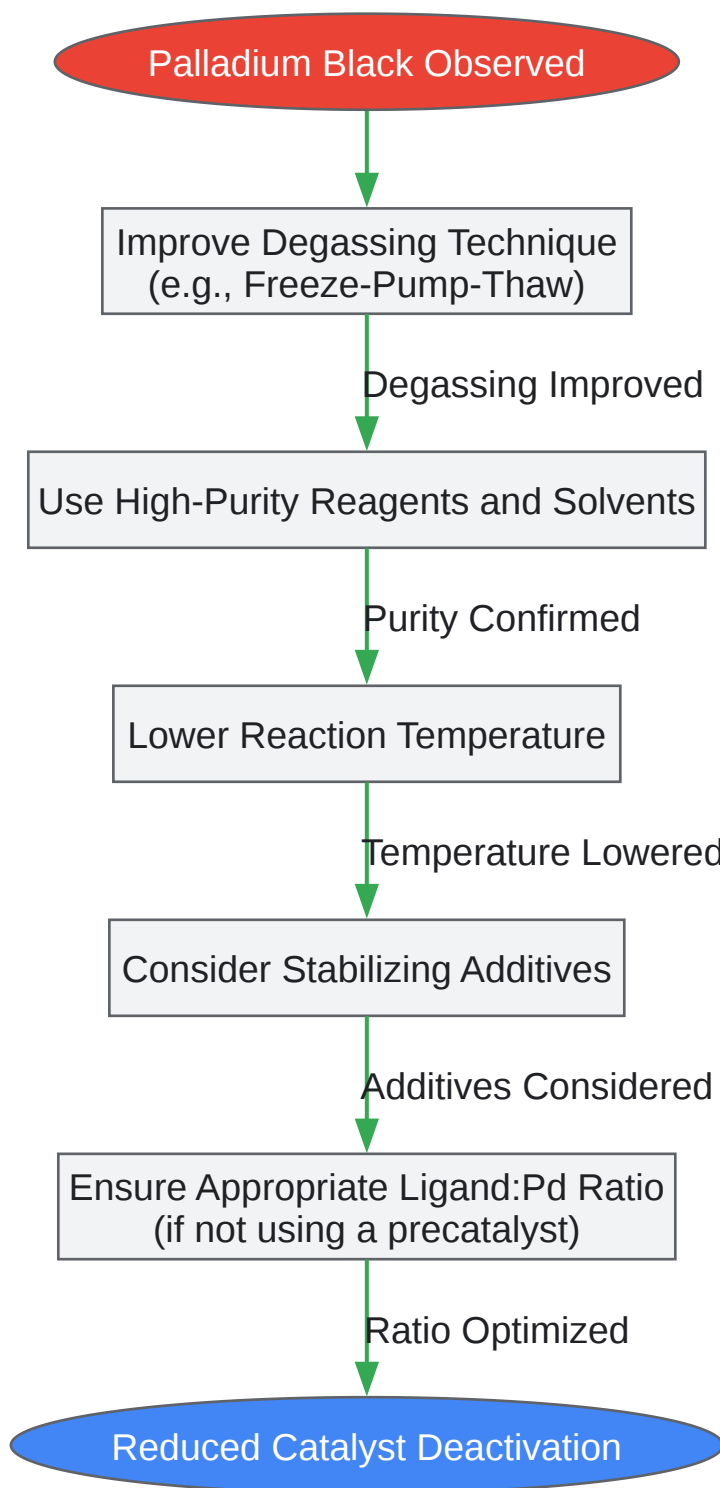 Palladium Black Observed
Improve Degassing Technique
(e.g., Freeze-Pump-Thaw)
Degassing Improved
Use High-Purity Reagents and Solvents
Purity Confirmed
Lower Reaction Temperature
Temperature Lowered
Consider Stabilizing Additives
Additives Considered
Ensure Appropriate Ligand:Pd Ratio
(if not using a precatalyst)
Ratio Optimized
Reduced Catalyst Deactivation